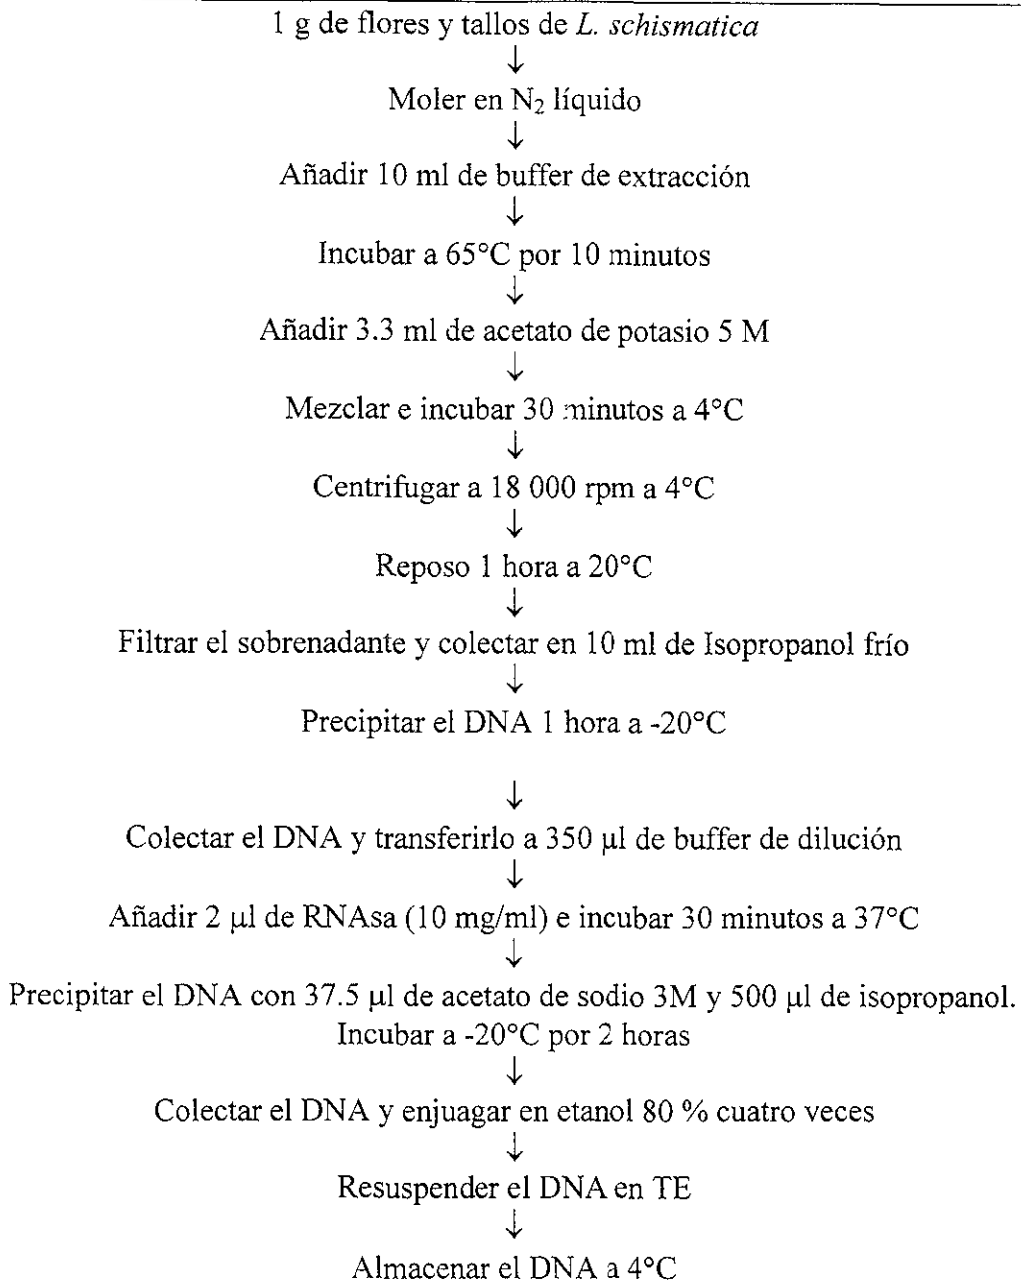 1 g de flores y tallos de L. schismatica
↓
Moler en N₂ líquido
↓
Añadir 10 ml de buffer de extracción
↓
Incubar a 65°C por 10 minutos
↓
Añadir 3.3 ml de acetato de potasio 5 M
↓
Mezclar e incubar 30 minutos a 4°C
↓
Centrifugar a 18 000 rpm a 4°C
↓
Reposo 1 hora a 20°C
↓
Filtrar el sobrenadante y colectar en 10 ml de Isopropanol frío
↓
Precipitar el DNA 1 hora a -20°C
↓
Colectar el DNA y transferirlo a 350 µl de buffer de dilución
↓
Añadir 2 µl de RNAsa (10 mg/ml) e incubar 30 minutos a 37°C
↓
Precipitar el DNA con 37.5 µl de acetato de sodio 3M y 500 µl de isopropanol.
Incubar a -20°C por 2 horas
↓
Colectar el DNA y enjuagar en etanol 80 % cuatro veces
↓
Resuspender el DNA en TE
↓
Almacenar el DNA a 4°C